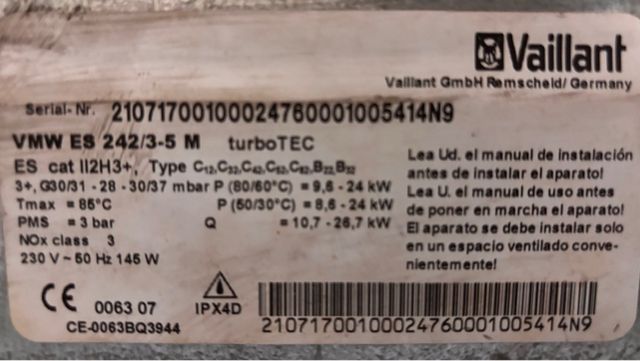 Vaillant
Vaillant GmbH Remscheid/ Germany
Serial-Nr. 21071700100024760001005414N9
VMW ES 242/3-5 M turboTEC
ES cat II2H3+, Type C12,C32,C42,C52,C82,B22,B32
3+, G30/31 - 28 - 30/37 mbar P (80/60°C) = 9,6 - 24 kW
Tmax = 85°C P (50/30°C) = 8,6 - 24 kW
PMS = 3 bar Q = 10,7 - 26,7 kW
NOx class 3
230 V ~ 50 Hz 145 W
Lea Ud. el manual de instalación
antes de instalar el aparato!
Lea U. el manual de uso antes
de poner en marcha el aparato!
El aparato se debe instalar solo
en un espacio ventilado conve-
nientemente!
CE 0063 07 IPX4D
CE-0063BQ3944
21071700100024760001005414N9